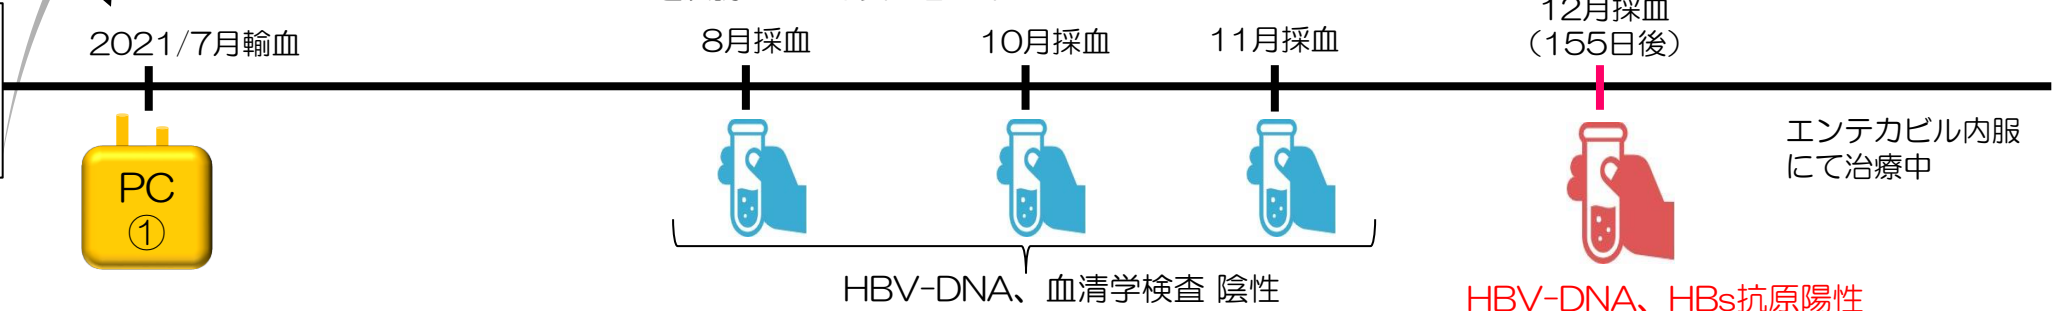 12月採血
2021/7月輸血
8月採血
10月採血
11月採血
（155日後）
エンテカビル内服
にて治療中
PC
①
HBV-DNA、血清学検査 陰性
HBV-DNA、HBs抗原陽性